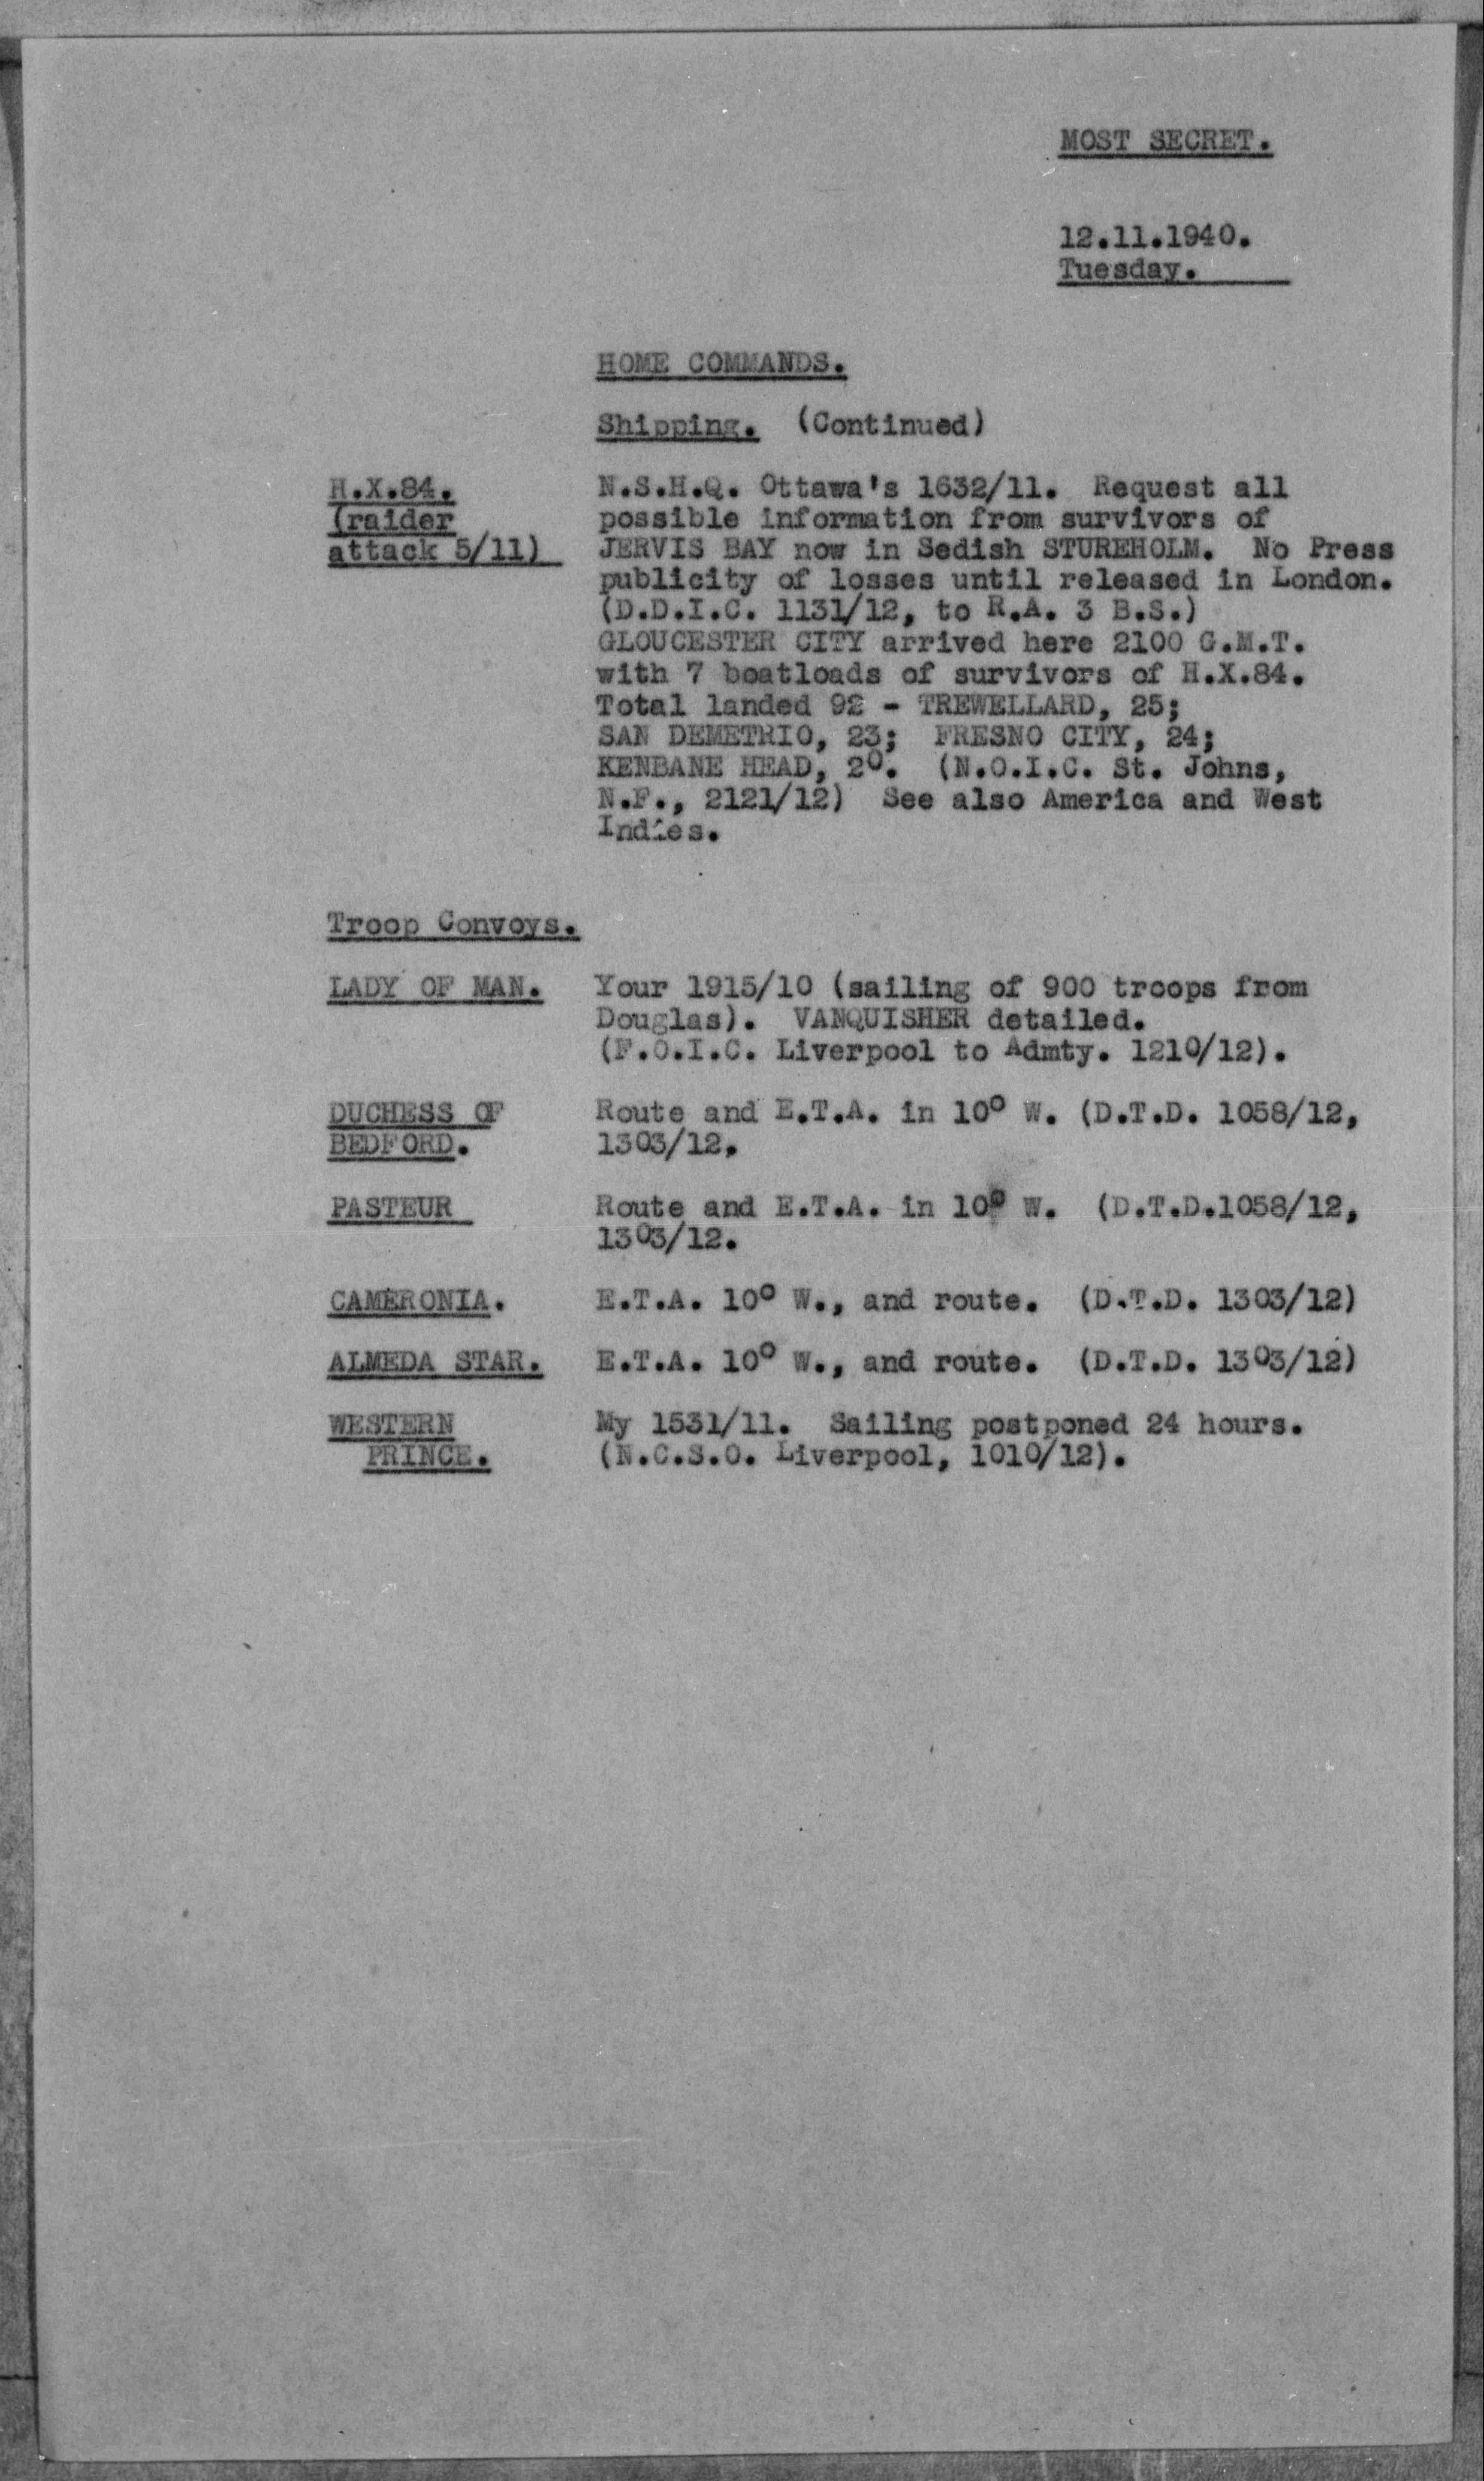 MOST SECRET.
12.11.1940.
Tuesday.
HOME COMMANDS.
Shipping. (Continued)
H.X.84.
(raider
attack 5/11)
N.S.H.Q. Ottawa's 1632/11. Request all
possible information from survivors of
JERVIS BAY now in Sedish STUREHOLM. No Press
publicity of losses until released in London.
(D.D.I.C. 1131/12, to R.A. 3 B.S.)
GLOUCESTER CITY arrived here 2100 G.M.T.
with 7 boatloads of survivors of H.X.84.
Total landed 92 - TREWELLARD, 25;
SAN DEMETRIO, 23; FRESNO CITY, 24;
KENBANE HEAD, 20. (N.O.I.C. St. Johns,
N.F., 2121/12) See also America and West
Indies.
Troop Convoys.
LADY OF MAN. Your 1915/10 (sailing of 900 troops from
Douglas). VANQUISHER detailed.
(F.O.I.C. Liverpool to Admty. 1210/12).
DUCHESS OF
BEDFORD.
Route and E.T.A. in 10° W. (D.T.D. 1058/12,
1303/12.
PASTEUR Route and E.T.A. in 10° W. (D.T.D.1058/12,
1303/12.
CAMERONIA. E.T.A. 10° W., and route. (D.T.D. 1303/12)
ALMEDA STAR. E.T.A. 10° W., and route. (D.T.D. 1303/12)
WESTERN
PRINCE.
My 1531/11. Sailing postponed 24 hours.
(N.C.S.O. Liverpool, 1010/12).